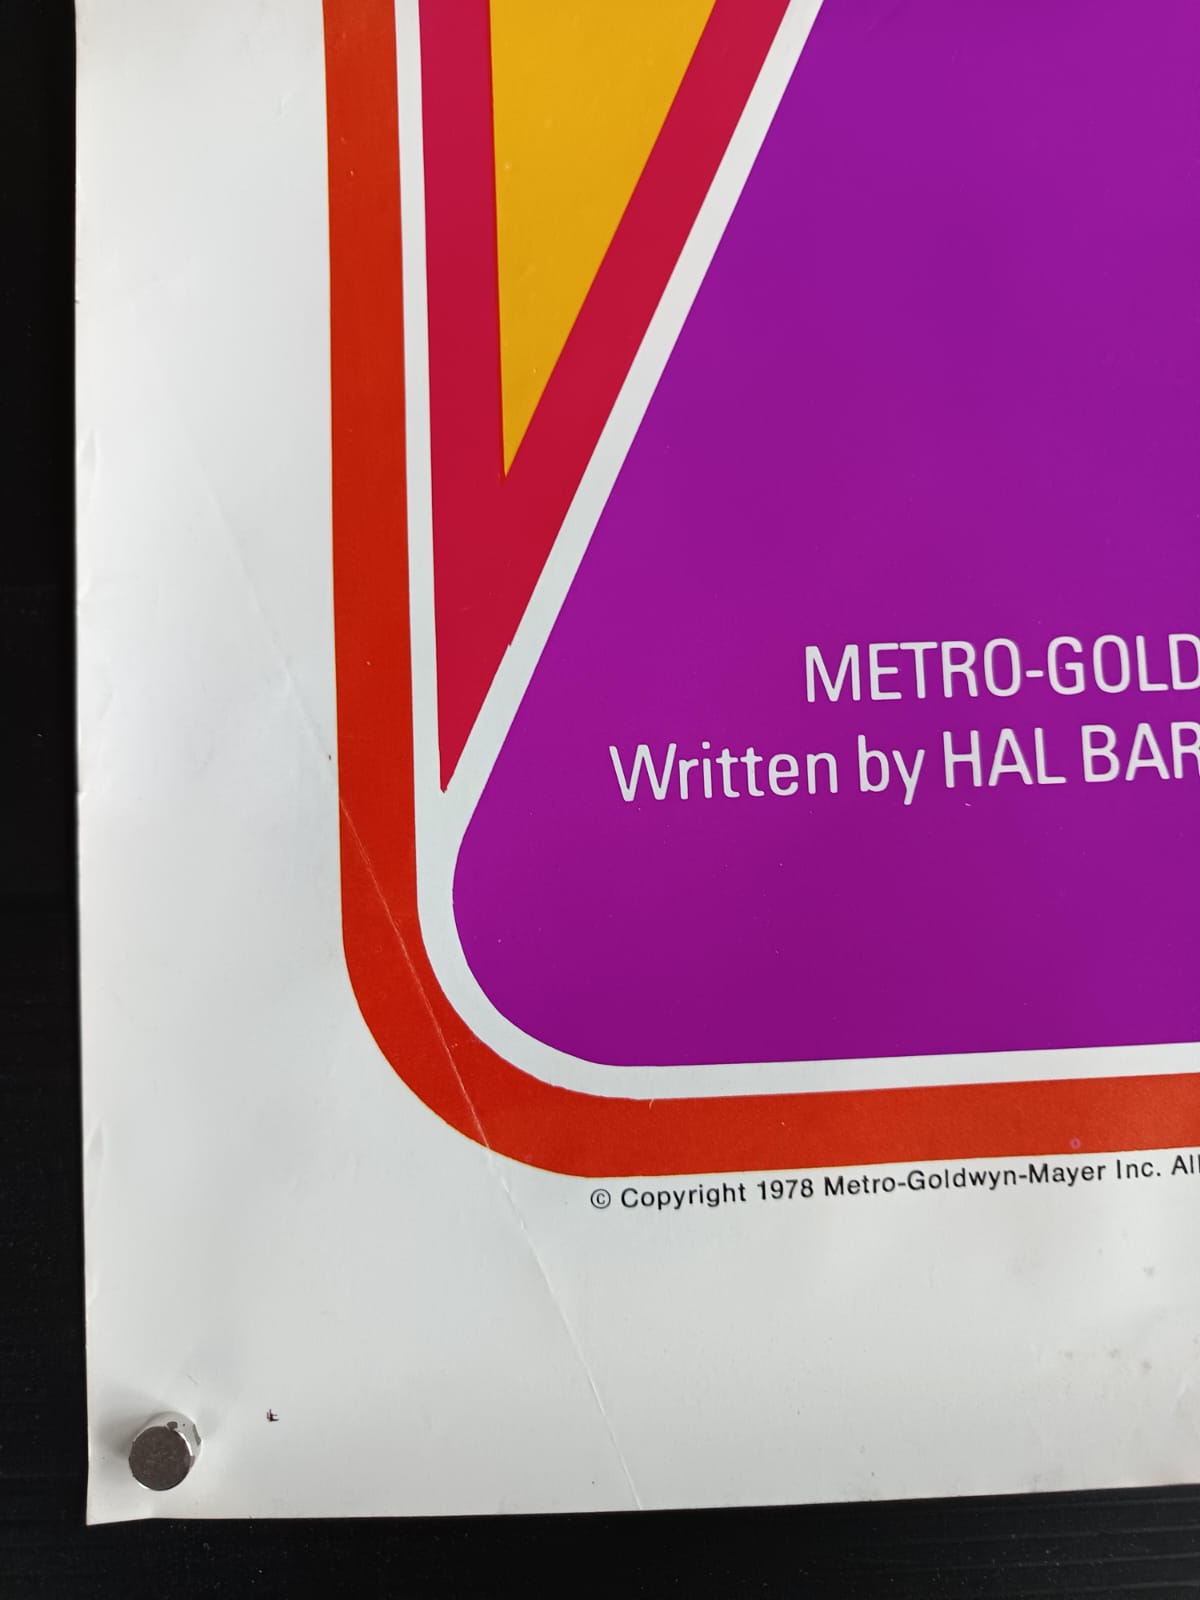 METRO-GOLD
Written by HAL BAR
© Copyright 1978 Metro-Goldwyn-Mayer Inc. All